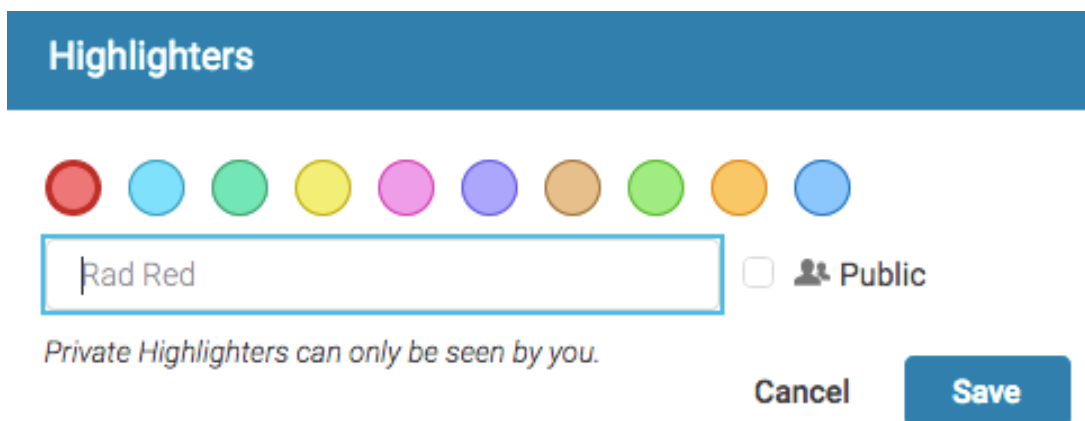 Highlighters
Rad Red
Public
Private Highlighters can only be seen by you.
Cancel Save